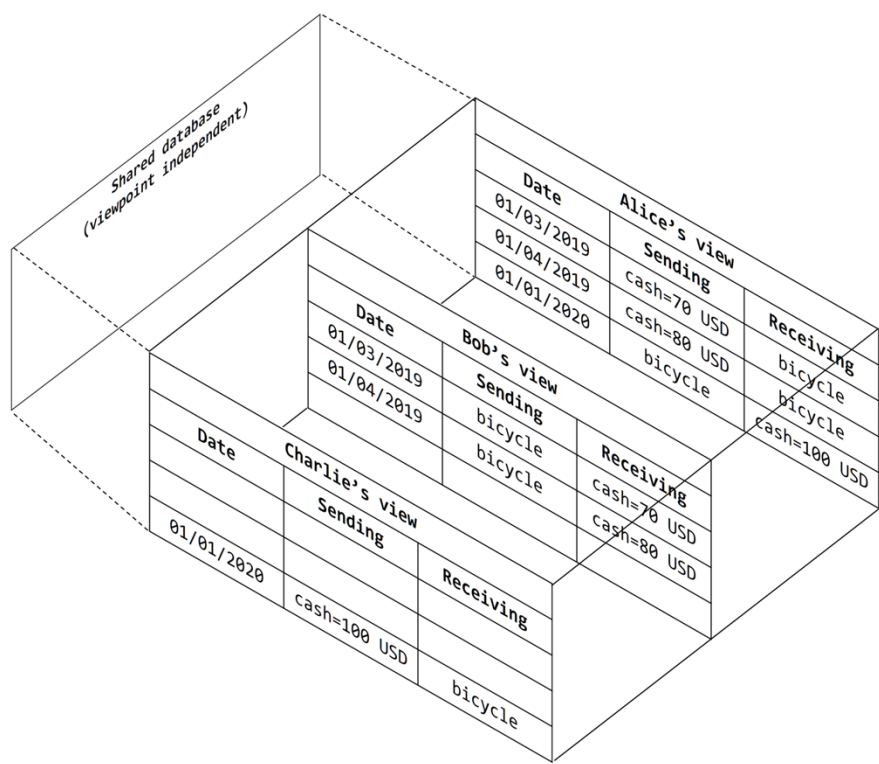 Shared database
(viewpoint independent)
Alice's view
Date Sending Receiving
01/03/2019 cash=70 USD bicycle
01/04/2019 cash=80 USD bicycle
01/01/2020 bicycle cash=100 USD
Bob's view
Date Sending Receiving
01/03/2019 bicycle cash=70 USD
01/04/2019 bicycle cash=80 USD
Charlie's view
Date Sending Receiving
01/01/2020 cash=100 USD bicycle